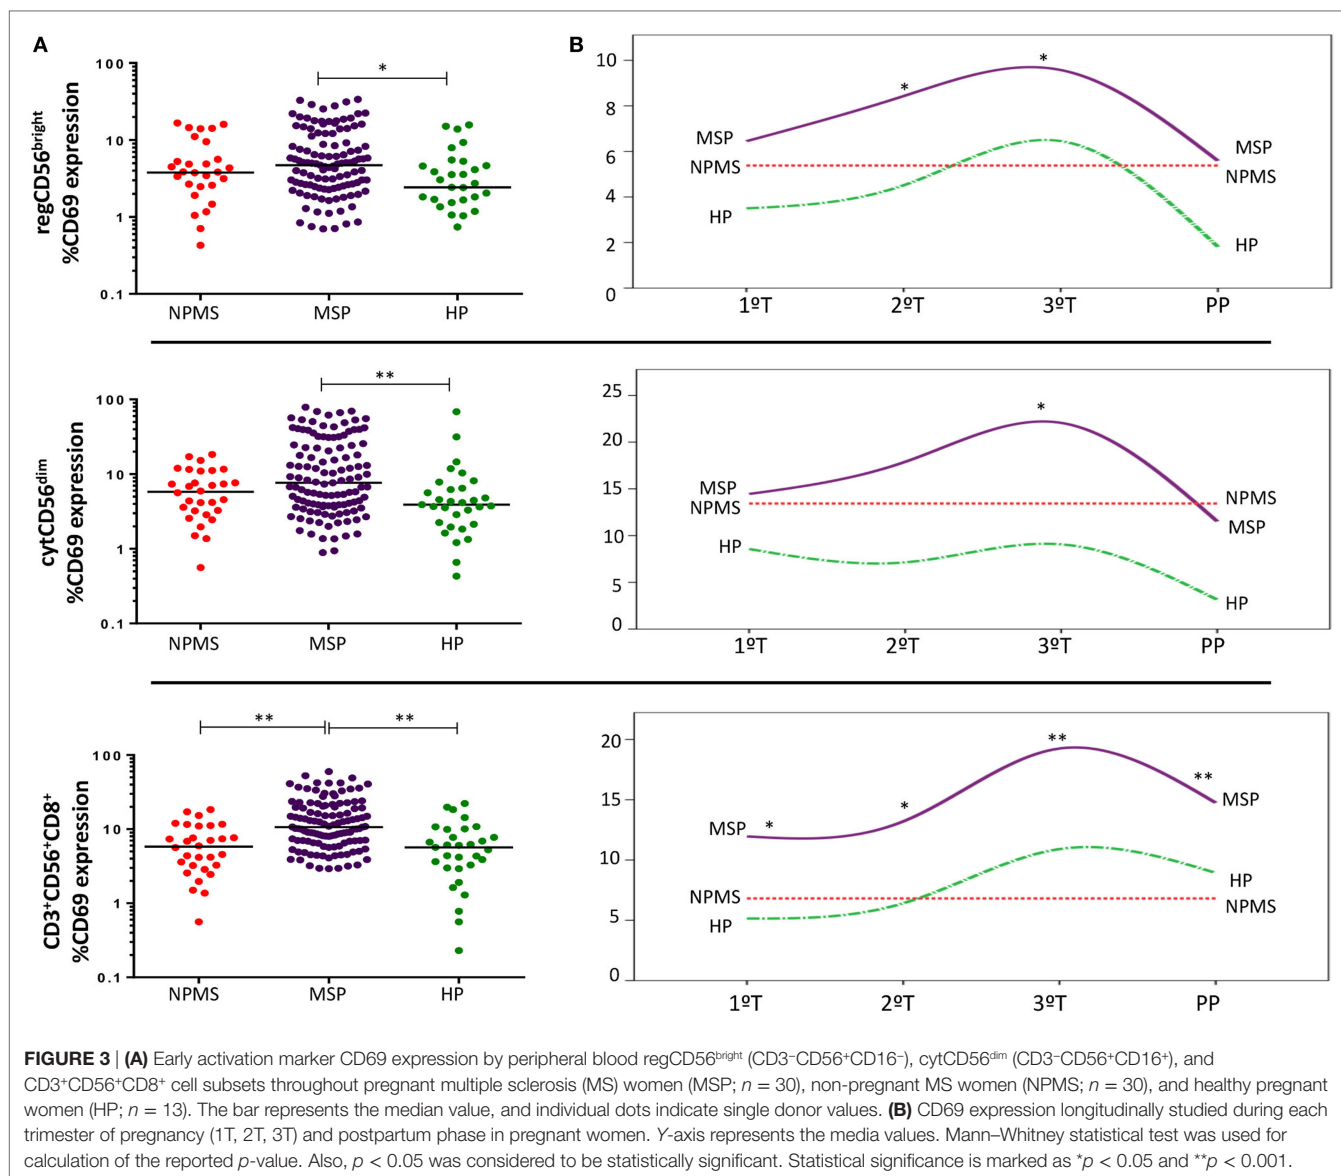 A
B
regCD56bright
%CD69 expression
100
10
1
0.1
*
NPMS
MSP
HP
10
8
6
4
2
0
MSP
NPMS
HP
*
*
MSP
NPMS
HP
1ºT
2ºT
3ºT
PP
cytCD56dim
%CD69 expression
100
10
1
0.1
**
NPMS
MSP
HP
25
20
15
10
5
0
MSP
NPMS
HP
*
NPMS
MSP
HP
1ºT
2ºT
3ºT
PP
CD3+CD56+CD8+
%CD69 expression
100
10
1
0.1
**
**
NPMS
MSP
HP
20
15
10
5
0
MSP
*
*
**
**
MSP
NPMS
HP
HP
NPMS
1ºT
2ºT
3ºT
PP
FIGURE 3 | (A) Early activation marker CD69 expression by peripheral blood regCD56bright (CD3−CD56+CD16−), cytCD56dim (CD3−CD56+CD16+), and
CD3+CD56+CD8+ cell subsets throughout pregnant multiple sclerosis (MS) women (MSP; n = 30), non-pregnant MS women (NPMS; n = 30), and healthy pregnant
women (HP; n = 13). The bar represents the median value, and individual dots indicate single donor values. (B) CD69 expression longitudinally studied during each
trimester of pregnancy (1T, 2T, 3T) and postpartum phase in pregnant women. Y-axis represents the media values. Mann–Whitney statistical test was used for
calculation of the reported p-value. Also, p < 0.05 was considered to be statistically significant. Statistical significance is marked as *p < 0.05 and **p < 0.001.